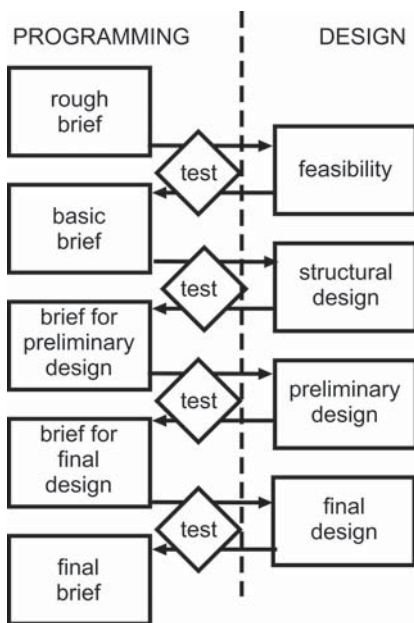 PROGRAMMING
DESIGN
rough
brief
test
feasibility
basic
brief
test
structural
design
brief for
preliminary
design
test
preliminary
design
brief for
final
design
test
final
design
final
brief